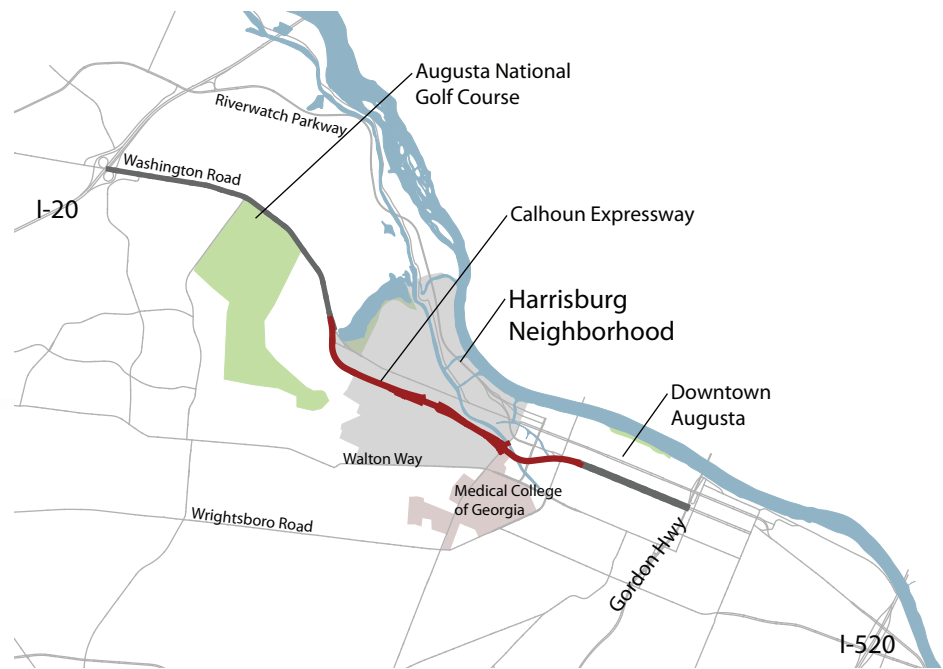 Augusta National
Golf Course
Riverwatch Parkway
Washington Road
I-20
Calhoun Expressway
Harrisburg
Neighborhood
Downtown
Augusta
Walton Way
Medical College
of Georgia
Wrightsboro Road
Gordon Hwy
I-520